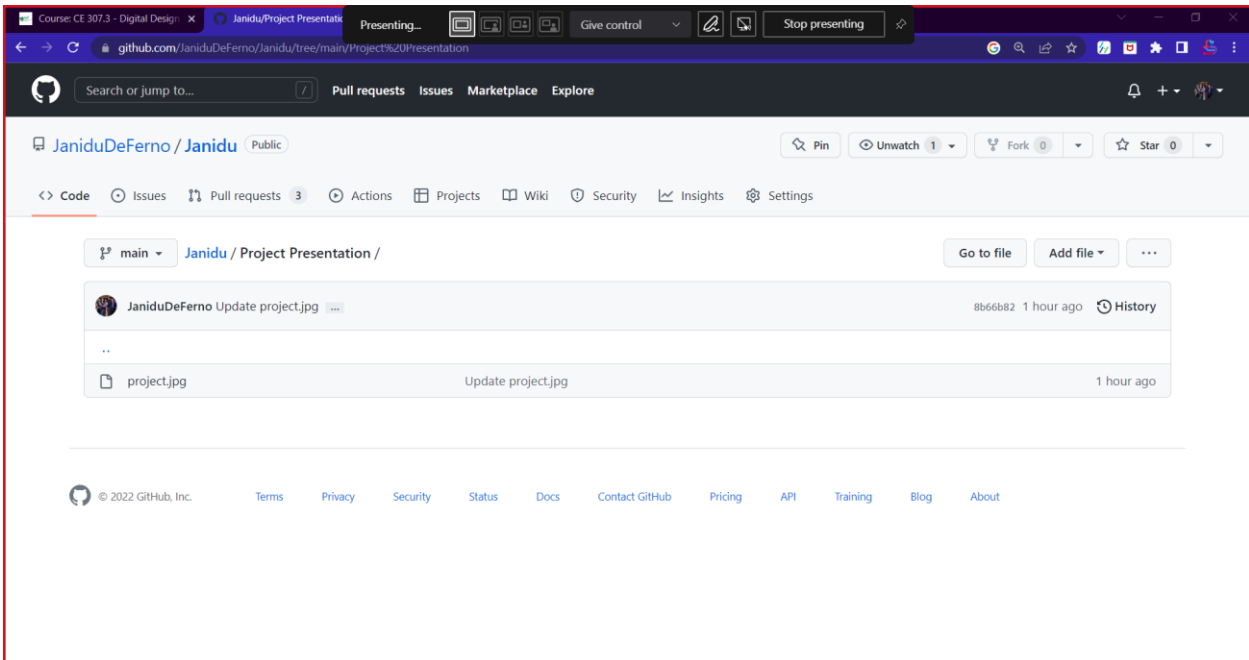 Course: CE 307.3 - Digital Design
Janidu/Project Presentatic
Presenting...
Give control
Stop presenting
github.com/JaniduDeFerno/Janidu/tree/main/Project%20Presentation
Search or jump to...
/
Pull requests Issues Marketplace Explore
JaniduDeFerno / Janidu Public
Pin
Unwatch 1
Fork 0
Star 0
<> Code Issues Pull requests 3 Actions Projects Wiki Security Insights Settings
main
Janidu / Project Presentation /
Go to file
Add file
...
JaniduDeFerno Update project.jpg ...
8b66b82 1 hour ago History
..
project.jpg Update project.jpg 1 hour ago
© 2022 GitHub, Inc. Terms Privacy Security Status Docs Contact GitHub Pricing API Training Blog About